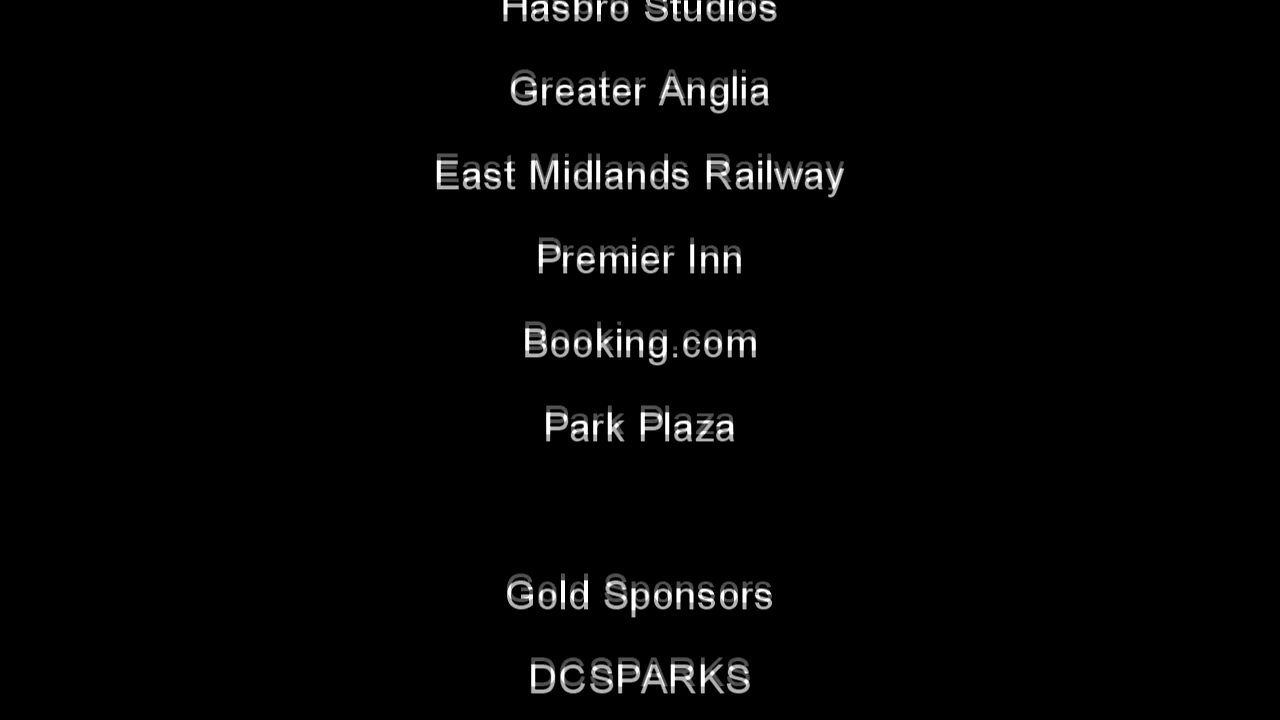 Hasbro Studios
Greater Anglia
East Midlands Railway
Premier Inn
Booking.com
Park Plaza
Gold Sponsors
DCSPARKS